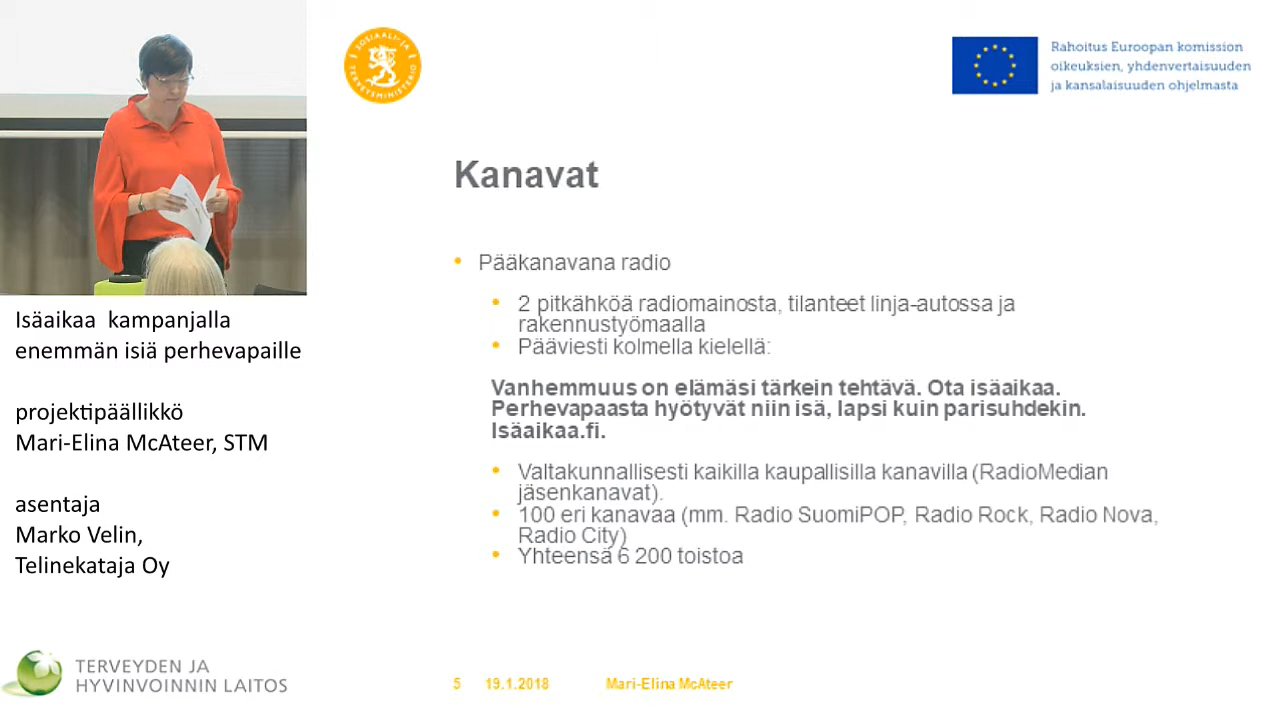 SOSIAALI- JA TERVEYSMINISTERIÖ
Rahoitus Euroopan komission
oikeuksien, yhdenvertaisuuden
ja kansalaisuuden ohjelmasta
Kanavat
• Pääkanavana radio
• 2 pitkähköä radiomainosta, tilanteet linja-autossa ja
rakennustyömaalla
• Pääviesti kolmella kielellä:
Vanhemmuus on elämäsi tärkein tehtävä. Ota isäaikaa.
Perhevapaasta hyötyvät niin isä, lapsi kuin parisuhdekin.
Isäaikaa.fi.
• Valtakunnallisesti kaikilla kaupallisilla kanavilla (RadioMedian
jäsenkanavat).
• 100 eri kanavaa (mm. Radio SuomiPOP, Radio Rock, Radio Nova,
Radio City)
• Yhteensä 6 200 toistoa
Isäaikaa kampanjalla
enemmän isiä perhevapaille
projektipäällikkö
Mari-Elina McAteer, STM
asentaja
Marko Velin,
Telinekataja Oy
TERVEYDEN JA
HYVINVOINNIN LAITOS
5 19.1.2018 Mari-Elina McAteer